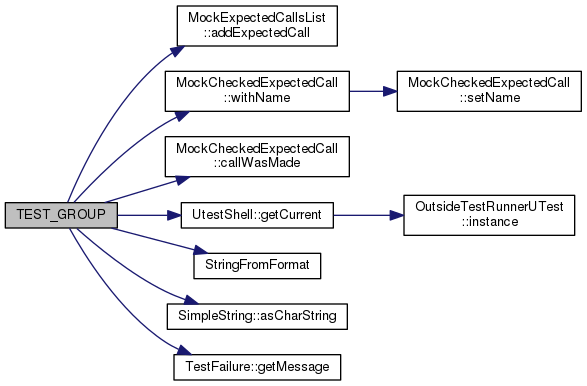 MockExpectedCallsList
::addExpectedCall
MockCheckedExpectedCall
::withName
MockCheckedExpectedCall
::setName
MockCheckedExpectedCall
::callWasMade
TEST_GROUP
UtestShell::getCurrent
OutsideTestRunnerUTest
::instance
StringFromFormat
SimpleString::asCharString
TestFailure::getMessage